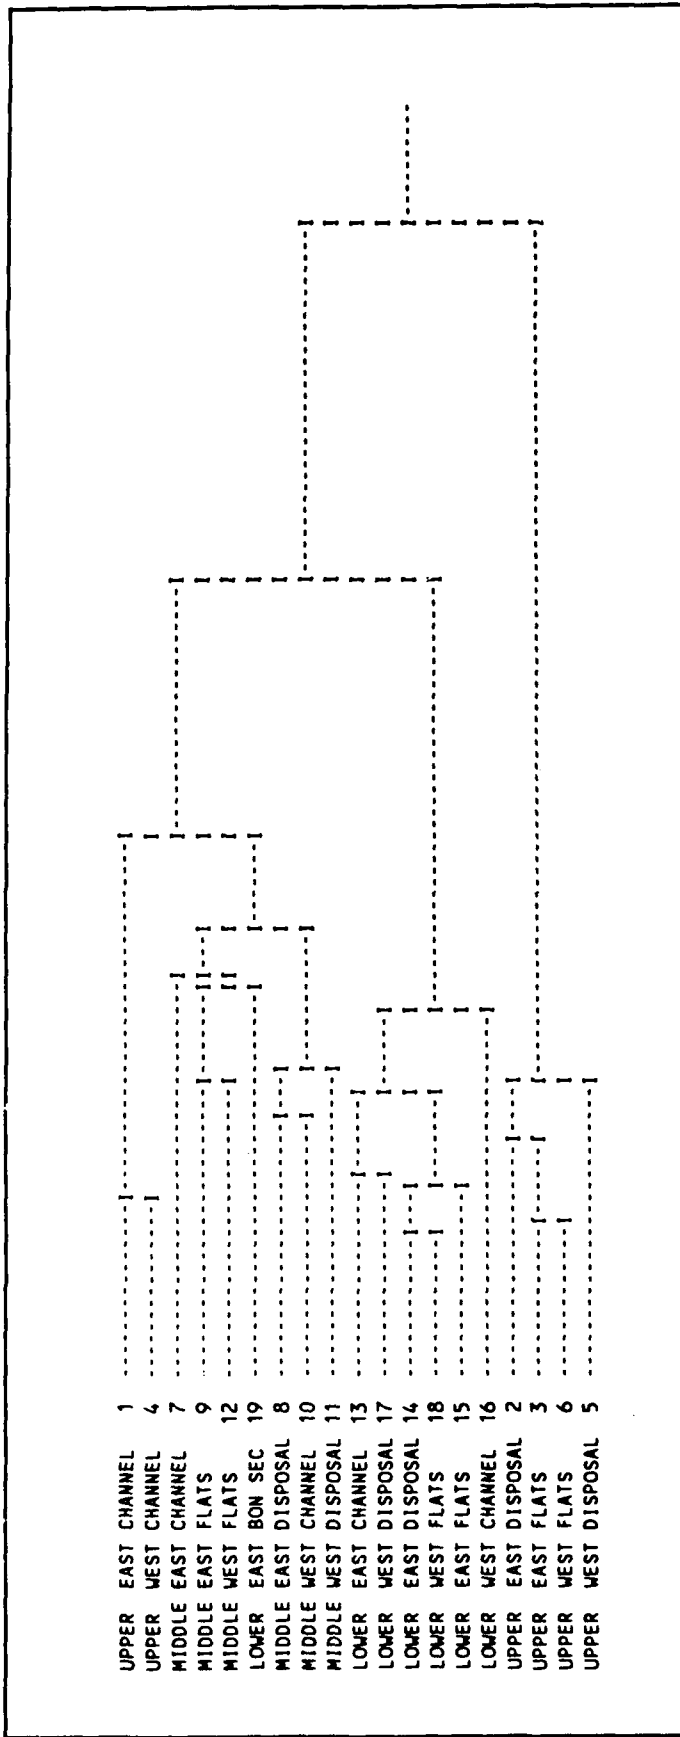 UPPER EAST CHANNEL 1
UPPER WEST CHANNEL 4
MIDDLE EAST CHANNEL 7
MIDDLE EAST FLATS 9
MIDDLE WEST FLATS 12
LOWER EAST BON SEC 19
MIDDLE EAST DISPOSAL 8
MIDDLE WEST CHANNEL 10
MIDDLE WEST DISPOSAL 11
LOWER EAST CHANNEL 13
LOWER WEST DISPOSAL 17
LOWER EAST DISPOSAL 14
LOWER WEST FLATS 18
LOWER EAST FLATS 15
LOWER WEST CHANNEL 16
UPPER EAST DISPOSAL 2
UPPER EAST FLATS 3
UPPER WEST FLATS 6
UPPER WEST DISPOSAL 5